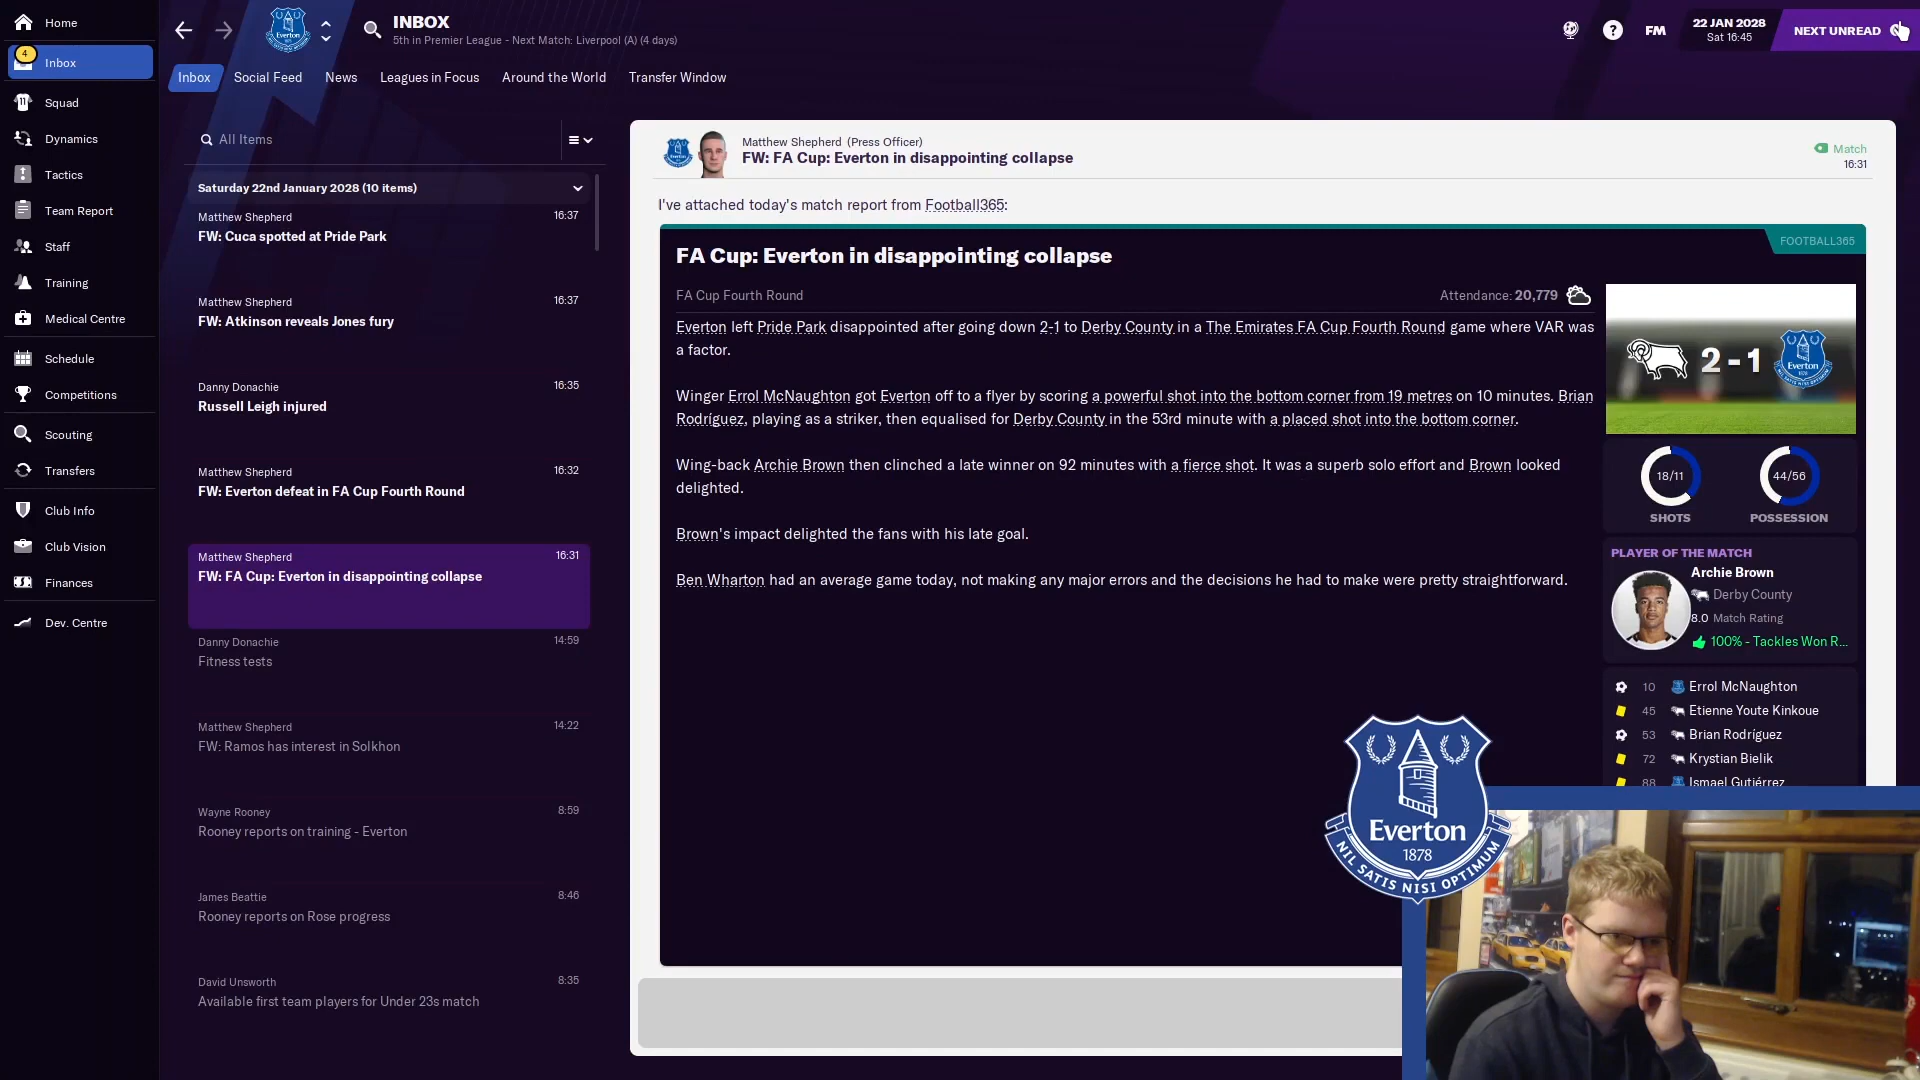 Home
4
Inbox
Squad
Dynamics
Tactics
Team Report
Staff
Training
Medical Centre
Schedule
Competitions
Scouting
Transfers
Club Info
Club Vision
Finances
Dev. Centre
Everton
INBOX
5th in Premier League - Next Match: Liverpool (A) (4 days)
?
FM
22 JAN 2028
Sat 16:45
NEXT UNREAD
Inbox
Social Feed
News
Leagues in Focus
Around the World
Transfer Window
All Items
Saturday 22nd January 2028 (10 items)
Matthew Shepherd
16:37
FW: Cuca spotted at Pride Park
Matthew Shepherd
16:37
FW: Atkinson reveals Jones fury
Danny Donachie
16:35
Russell Leigh injured
Matthew Shepherd
16:32
FW: Everton defeat in FA Cup Fourth Round
Matthew Shepherd
16:31
FW: FA Cup: Everton in disappointing collapse
Danny Donachie
14:59
Fitness tests
Matthew Shepherd
14:22
FW: Ramos has interest in Solkhon
Wayne Rooney
8:59
Rooney reports on training - Everton
James Beattie
8:46
Rooney reports on Rose progress
David Unsworth
8:35
Available first team players for Under 23s match
Matthew Shepherd (Press Officer)
FW: FA Cup: Everton in disappointing collapse
Match
16:31
I've attached today's match report from Football365:
FOOTBALL365
FA Cup: Everton in disappointing collapse
FA Cup Fourth Round
Attendance: 20,779
Everton left Pride Park disappointed after going down 2-1 to Derby County in a The Emirates FA Cup Fourth Round game where VAR was
a factor.
Winger Errol McNaughton got Everton off to a flyer by scoring a powerful shot into the bottom corner from 19 metres on 10 minutes. Brian
Rodríguez, playing as a striker, then equalised for Derby County in the 53rd minute with a placed shot into the bottom corner.
Wing-back Archie Brown then clinched a late winner on 92 minutes with a fierce shot. It was a superb solo effort and Brown looked
delighted.
Brown's impact delighted the fans with his late goal.
Ben Wharton had an average game today, not making any major errors and the decisions he had to make were pretty straightforward.
2 - 1
Everton
18/11
SHOTS
44/56
POSSESSION
PLAYER OF THE MATCH
Archie Brown
Derby County
8.0 Match Rating
100% - Tackles Won R...
10 Errol McNaughton
45 Etienne Youte Kinkoue
53 Brian Rodríguez
72 Krystian Bielik
88 Ismael Gutiérrez
Everton
1878
NIL SATIS NISI OPTIMUM